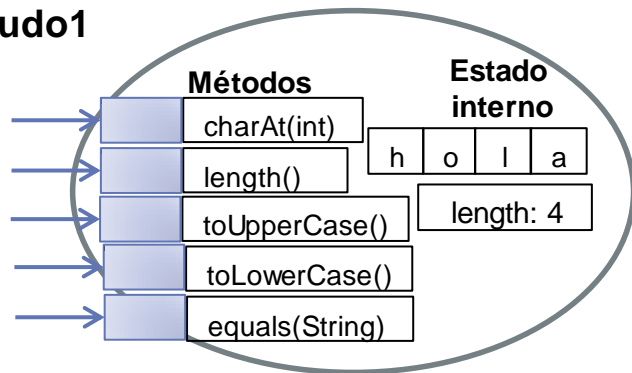 udo1
Métodos
charAt(int)
length()
toUpperCase()
toLowerCase()
equals(String)
Estado
interno
h o l a
length: 4